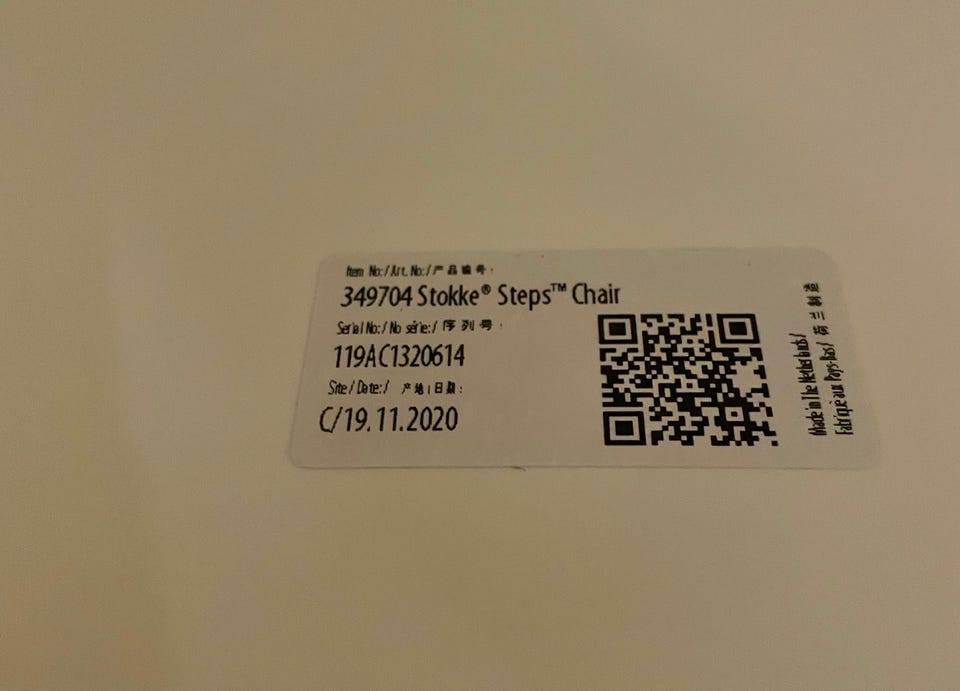 Item No:/Art. No:/产品编号:
349704 Stokke® Steps™ Chair
Serial No:/No série:/序列号:
119AC1320614
Site/Date:/ 产地|日期:
C/19.11.2020
Made in The Netherlands/
Fabriqué aux Pays-Bas/ 荷兰制造